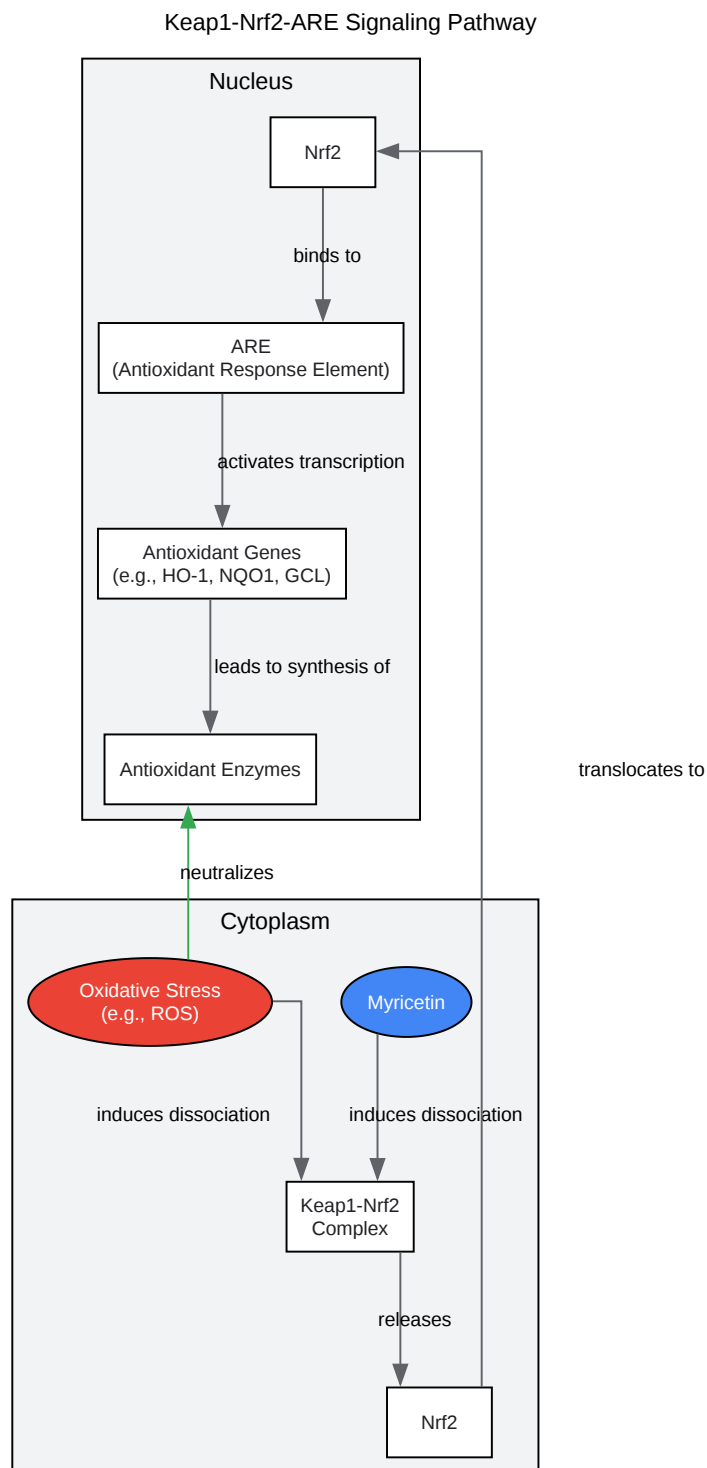 Keap1-Nrf2-ARE Signaling Pathway
Nucleus
Nrf2
binds to
ARE
(Antioxidant Response Element)
activates transcription
Antioxidant Genes
(e.g., HO-1, NQO1, GCL)
leads to synthesis of
Antioxidant Enzymes
translocates to
neutralizes
Cytoplasm
Oxidative Stress
(e.g., ROS)
Myricetin
induces dissociation
induces dissociation
Keap1-Nrf2
Complex
releases
Nrf2